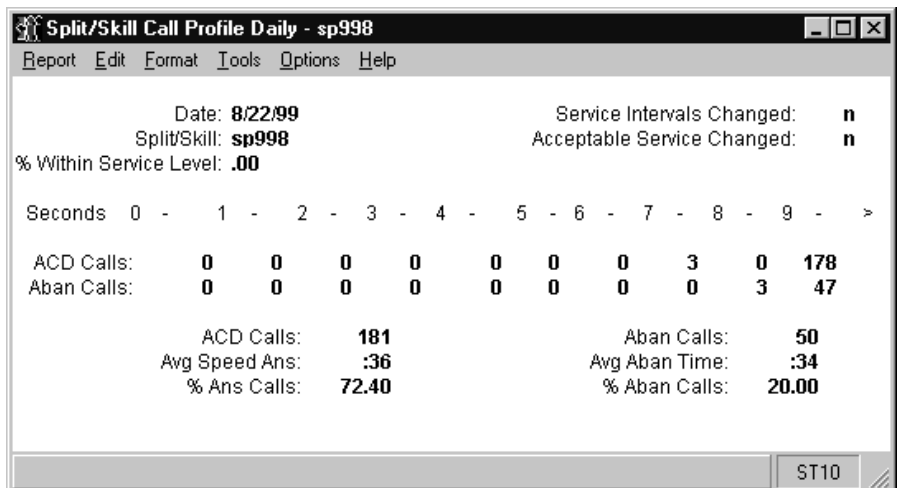 Split/Skill Call Profile Daily - sp998
Report Edit Format Tools Options Help
Date: 8/22/99 Service Intervals Changed: n
Split/Skill: sp998 Acceptable Service Changed: n
% Within Service Level: .00
Seconds 0 - 1 - 2 - 3 - 4 - 5 - 6 - 7 - 8 - 9 - >
ACD Calls: 0 0 0 0 0 0 0 3 0 178
Aban Calls: 0 0 0 0 0 0 0 0 3 47
ACD Calls: 181 Aban Calls: 50
Avg Speed Ans: :36 Avg Aban Time: :34
% Ans Calls: 72.40 % Aban Calls: 20.00
ST10